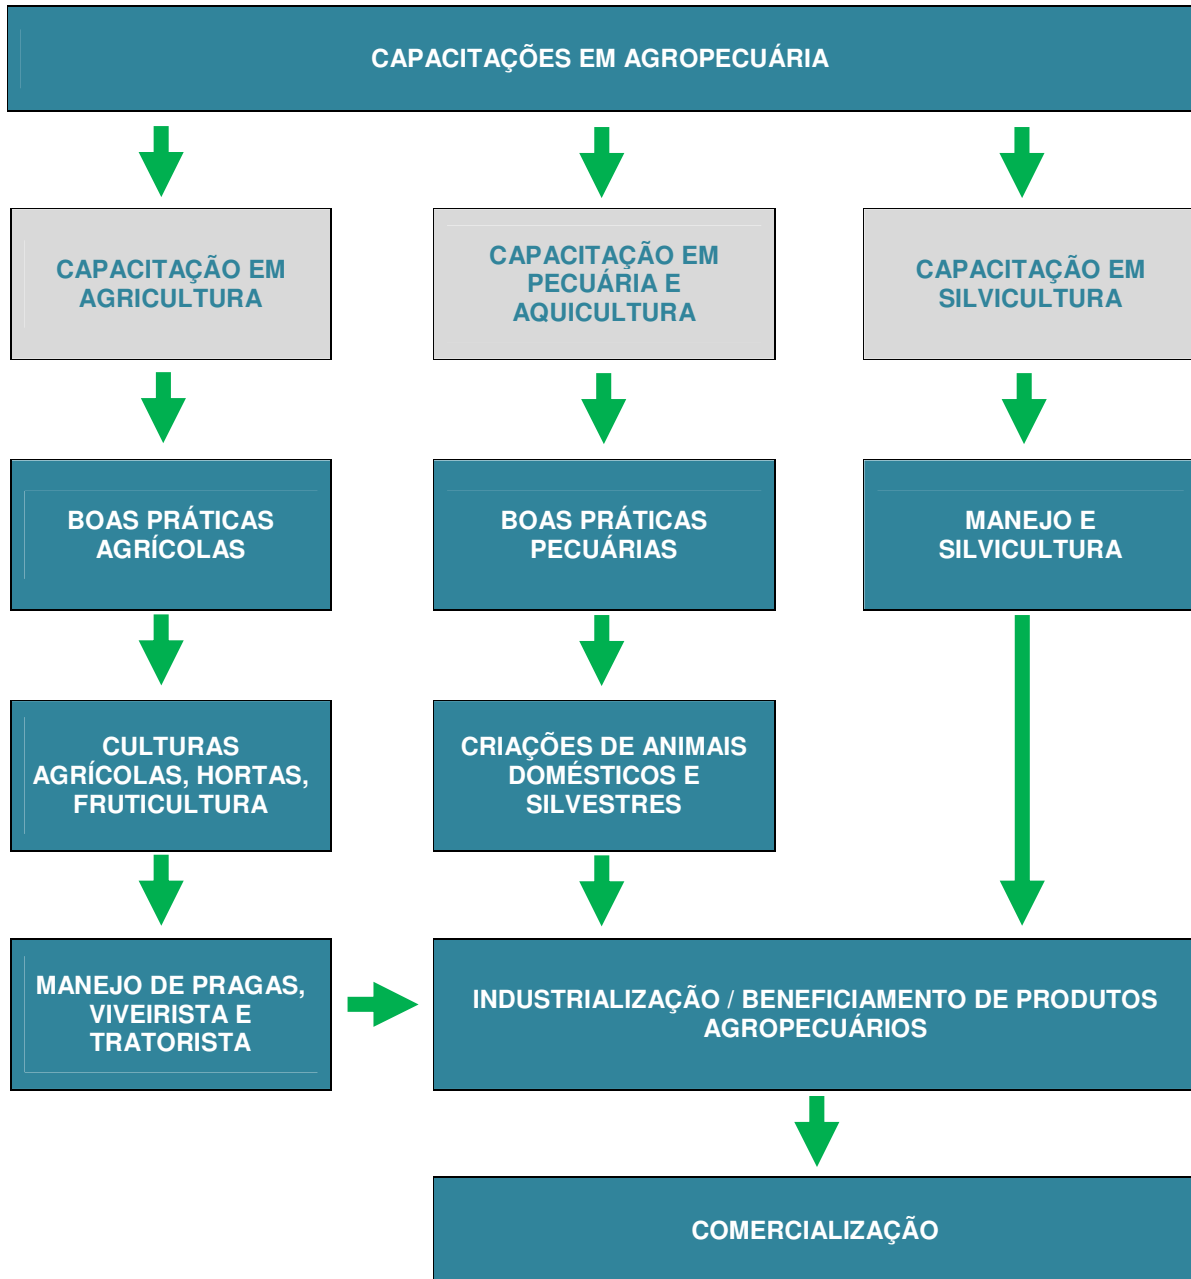 CAPACITAÇÕES EM AGROPECUÁRIA
CAPACITAÇÃO EM
AGRICULTURA
CAPACITAÇÃO EM
PECUÁRIA E
AQUICULTURA
CAPACITAÇÃO EM
SILVICULTURA
BOAS PRÁTICAS
AGRÍCOLAS
BOAS PRÁTICAS
PECUÁRIAS
MANEJO E
SILVICULTURA
CULTURAS
AGRÍCOLAS, HORTAS,
FRUTICULTURA
CRIAÇÕES DE ANIMAIS
DOMÉSTICOS E
SILVESTRES
MANEJO DE PRAGAS,
VIVEIRISTA E
TRATORISTA
INDUSTRIALIZAÇÃO / BENEFICIAMENTO DE PRODUTOS
AGROPECUÁRIOS
COMERCIALIZAÇÃO